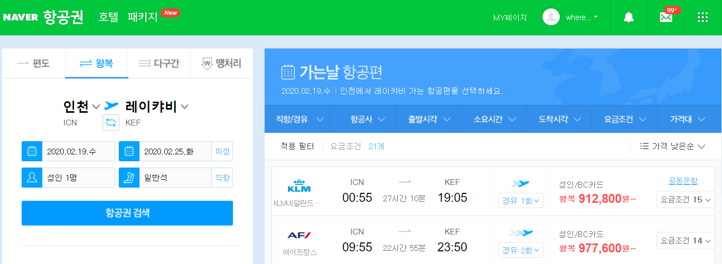 NAVER 항공권 호텔 패키지 New MY페이지 where... 99+
편도 왕복 다구간 땡처리
인천 레이캬비
ICN KEF
2020.02.19.수 2020.02.25.화 미정
성인 1명 일반석 직항
항공권 검색
가는날 항공편
2020.02.19.수 인천에서 레이캬비 가는 항공편을 선택하세요.
직항/경유 항공사 출발시각 소요시간 도착시각 요금조건 가격대
적용 필터 요금조건 21개 가격 낮은순
KLM ICN KEF 성인/BC카드 공동운항
KLM네덜란드... 00:55 27시간 10분 19:05 경유 1회 왕복 912,800원~ 요금조건 15
AF ICN KEF 성인/BC카드
에어프랑스 09:55 22시간 55분 23:50 경유 2회 왕복 977,600원~ 요금조건 14